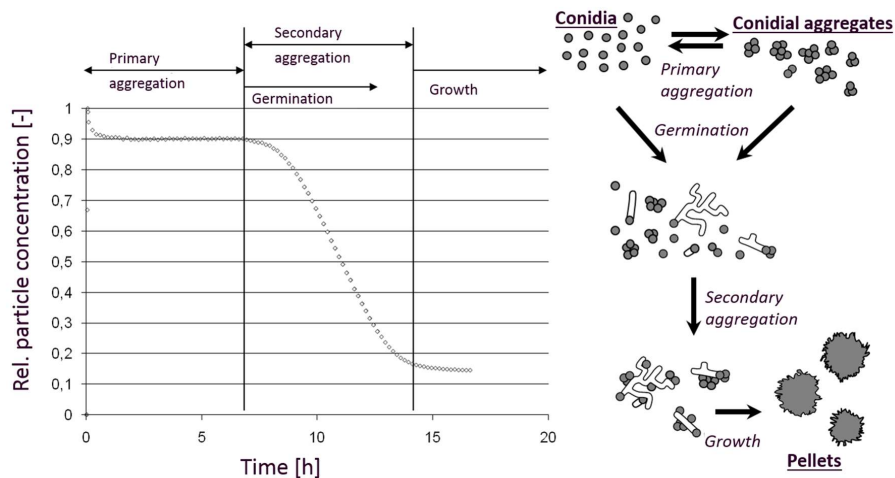 Primary
aggregation
Secondary
aggregation
Germination
Growth
Rel. particle concentration [-]
1
0,9
0,8
0,7
0,6
0,5
0,4
0,3
0,2
0,1
0
0
5
10
15
20
Time [h]
Conidia
Conidial aggregates
Primary
aggregation
Germination
Secondary
aggregation
Growth
Pellets